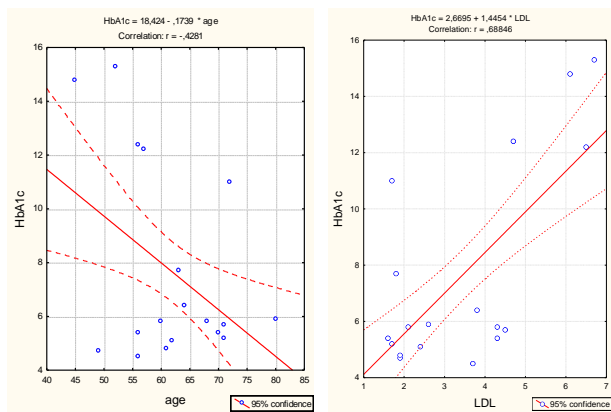 HbA1c = 18,424 - ,1739 * age
Correlation: r = -,4281
16
14
12
10
8
6
4
HbA1c
40 45 50 55 60 65 70 75 80 85
age
95% confidence
HbA1c = 2,6695 + 1,4454 * LDL
Correlation: r = ,68846
16
14
12
10
8
6
4
HbA1c
1 2 3 4 5 6 7
LDL
95% confidence